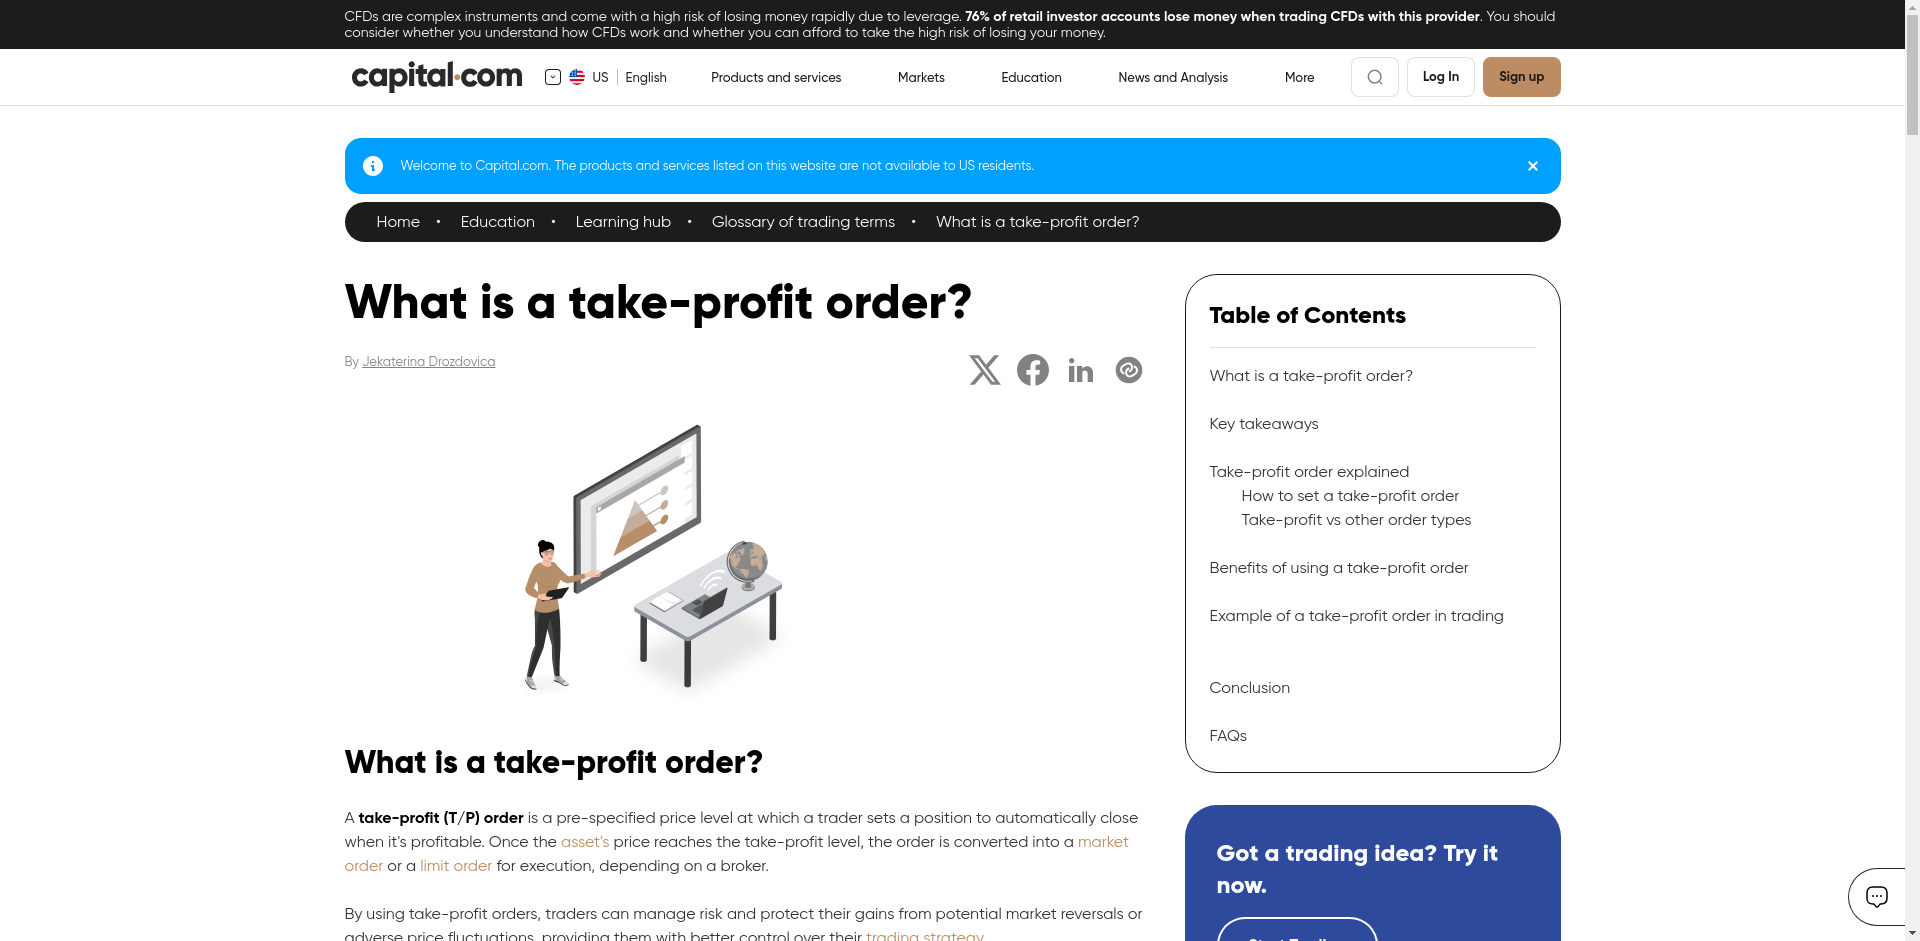 CFDs are complex instruments and come with a high risk of losing money rapidly due to leverage. 76% of retail investor accounts lose money when trading CFDs with this provider. You should
consider whether you understand how CFDs work and whether you can afford to take the high risk of losing your money.
capital.com
US
English
Products and services
Markets
Education
News and Analysis
More
Log In
Sign up
Welcome to Capital.com. The products and services listed on this website are not available to US residents.
Home • Education • Learning hub • Glossary of trading terms • What is a take-profit order?
What is a take-profit order?
By Jekaterina Drozdovica
What is a take-profit order?
A take-profit (T/P) order is a pre-specified price level at which a trader sets a position to automatically close
when it's profitable. Once the asset's price reaches the take-profit level, the order is converted into a market
order or a limit order for execution, depending on a broker.
By using take-profit orders, traders can manage risk and protect their gains from potential market reversals or
adverse price fluctuations, providing them with better control over their trading strategy.
Table of Contents
What is a take-profit order?
Key takeaways
Take-profit order explained
How to set a take-profit order
Take-profit vs other order types
Benefits of using a take-profit order
Example of a take-profit order in trading
Conclusion
FAQs
Got a trading idea? Try it
now.